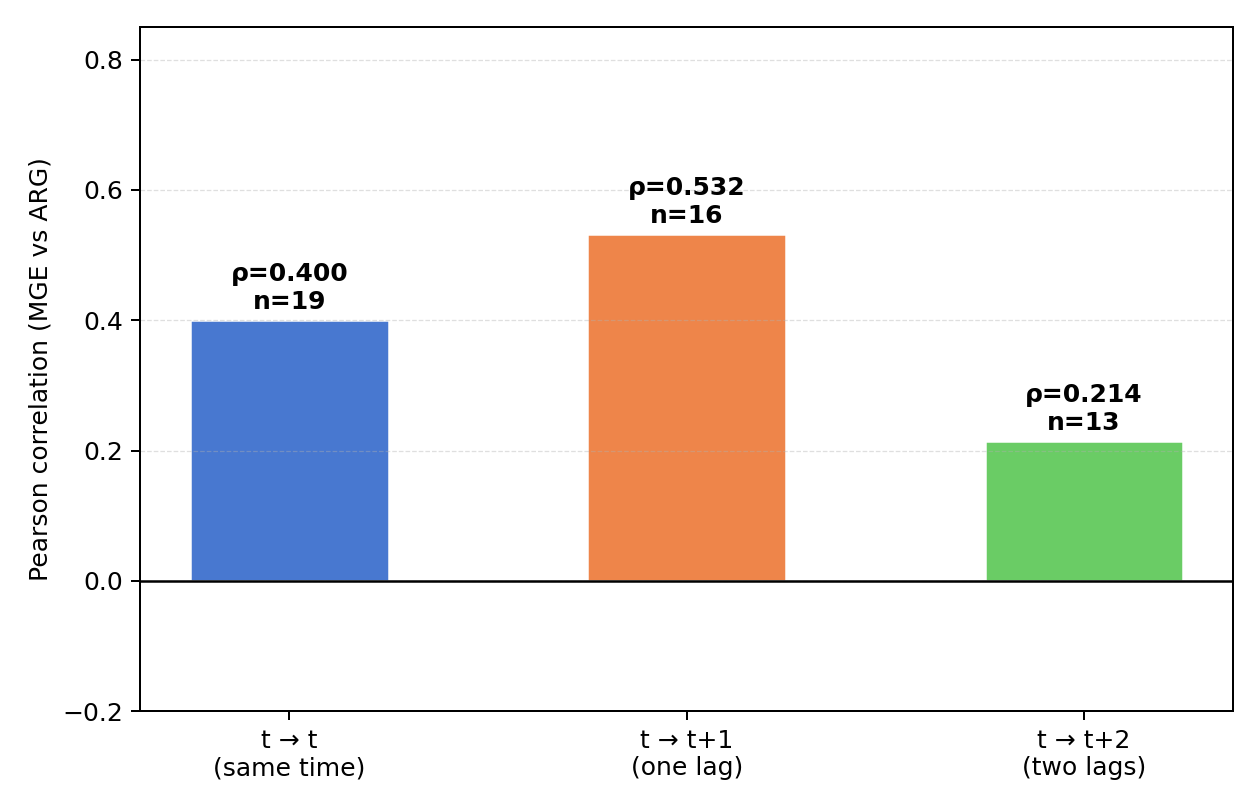 Pearson correlation (MGE vs ARG)
0.8
0.6
0.4
0.2
0.0
−0.2
ρ=0.400
n=19
ρ=0.532
n=16
ρ=0.214
n=13
t → t
(same time)
t → t+1
(one lag)
t → t+2
(two lags)